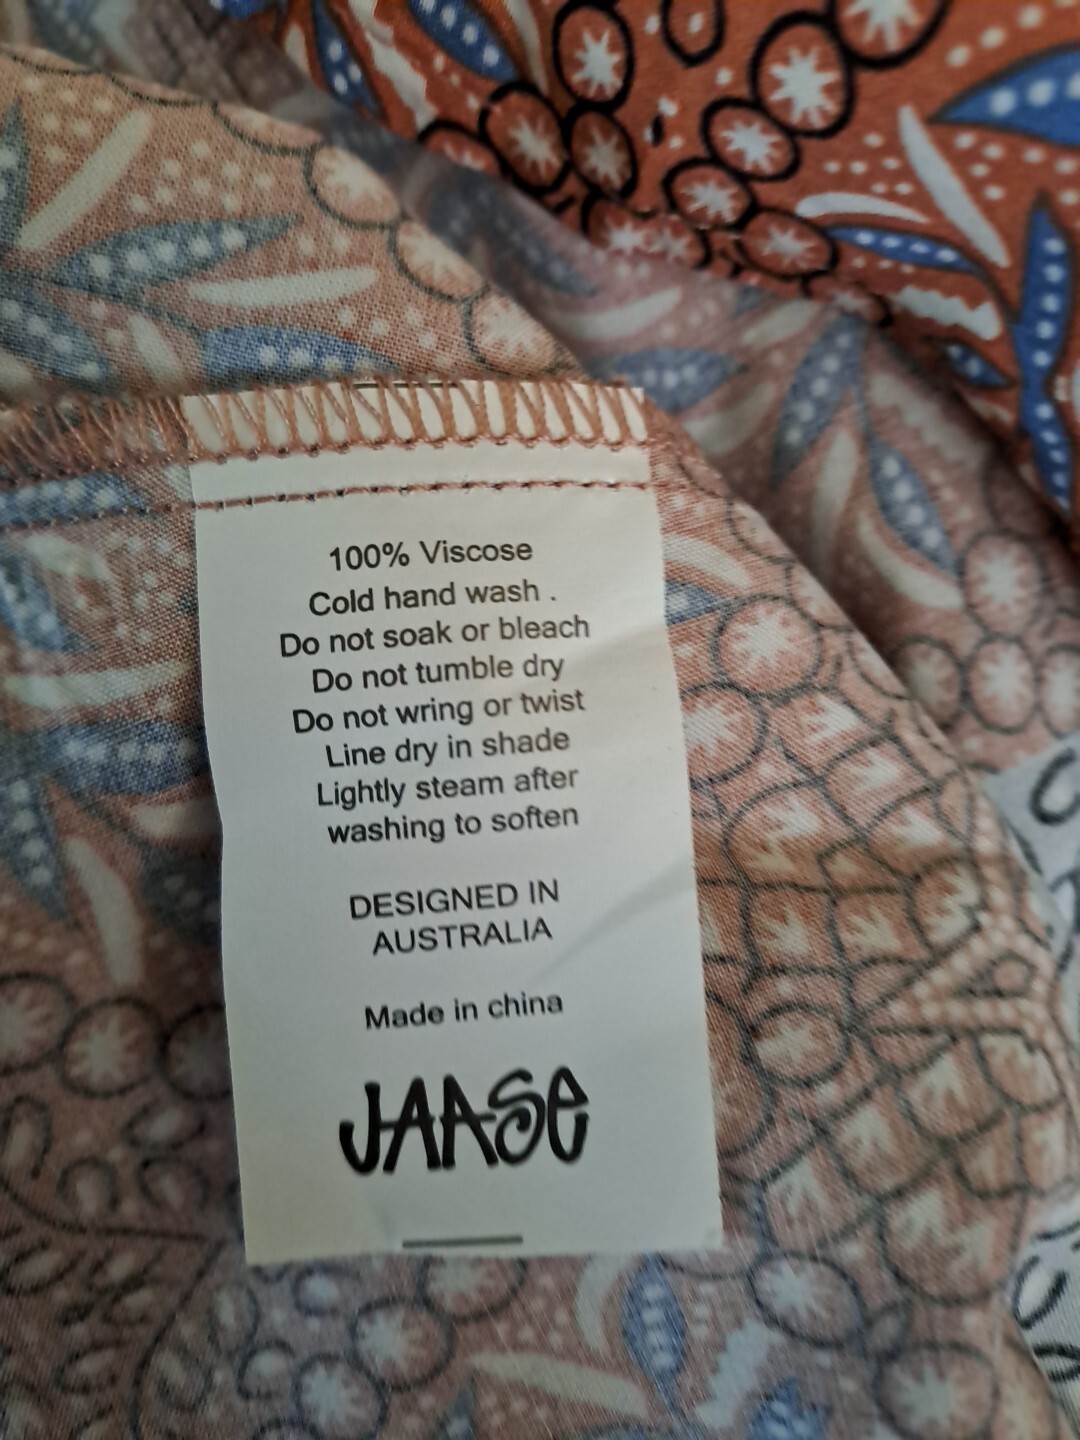 100% Viscose
Cold hand wash .
Do not soak or bleach
Do not tumble dry
Do not wring or twist
Line dry in shade
Lightly steam after
washing to soften
DESIGNED IN
AUSTRALIA
Made in china
JAASe